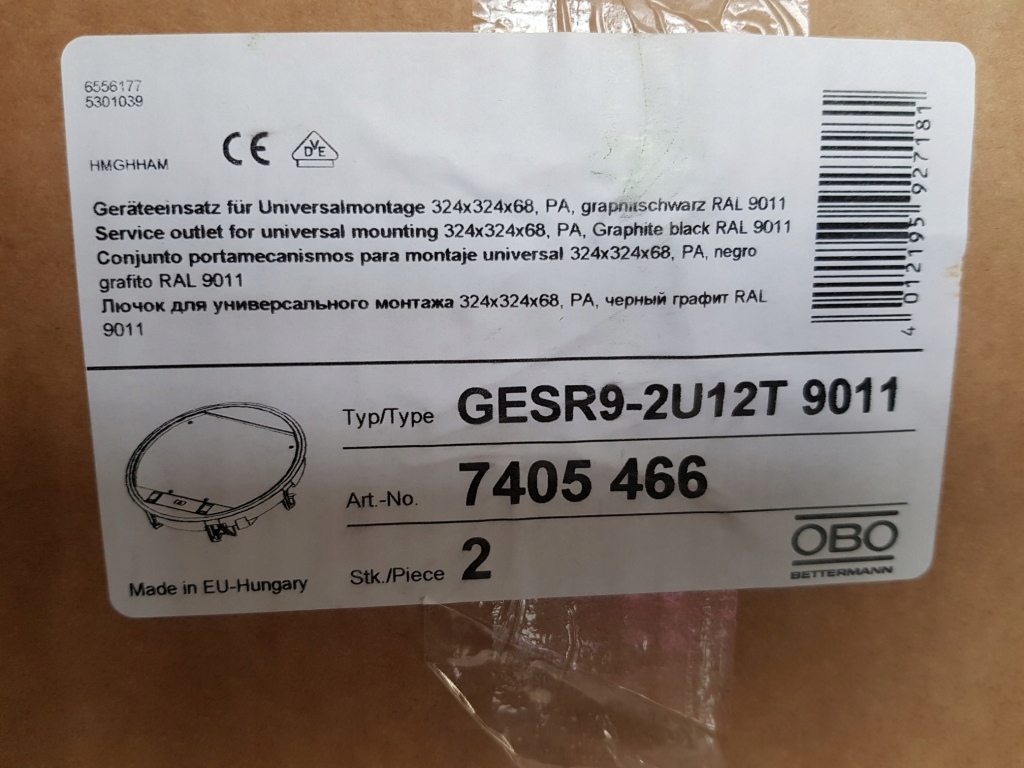 6556177
5301039
HMGHHAM
CE
DVE
Geräteeinsatz für Universalmontage 324x324x68, PA, graphitschwarz RAL 9011
Service outlet for universal mounting 324x324x68, PA, Graphite black RAL 9011
Conjunto portamecanismos para montaje universal 324x324x68, PA, negro
grafito RAL 9011
Лючок для универсального монтажа 324x324x68, PA, черный графит RAL
9011
4 012195 927181
Typ/Type GESR9-2U12T 9011
Art.-No. 7405 466
Stk./Piece 2
Made in EU-Hungary
OBO
BETTERMANN